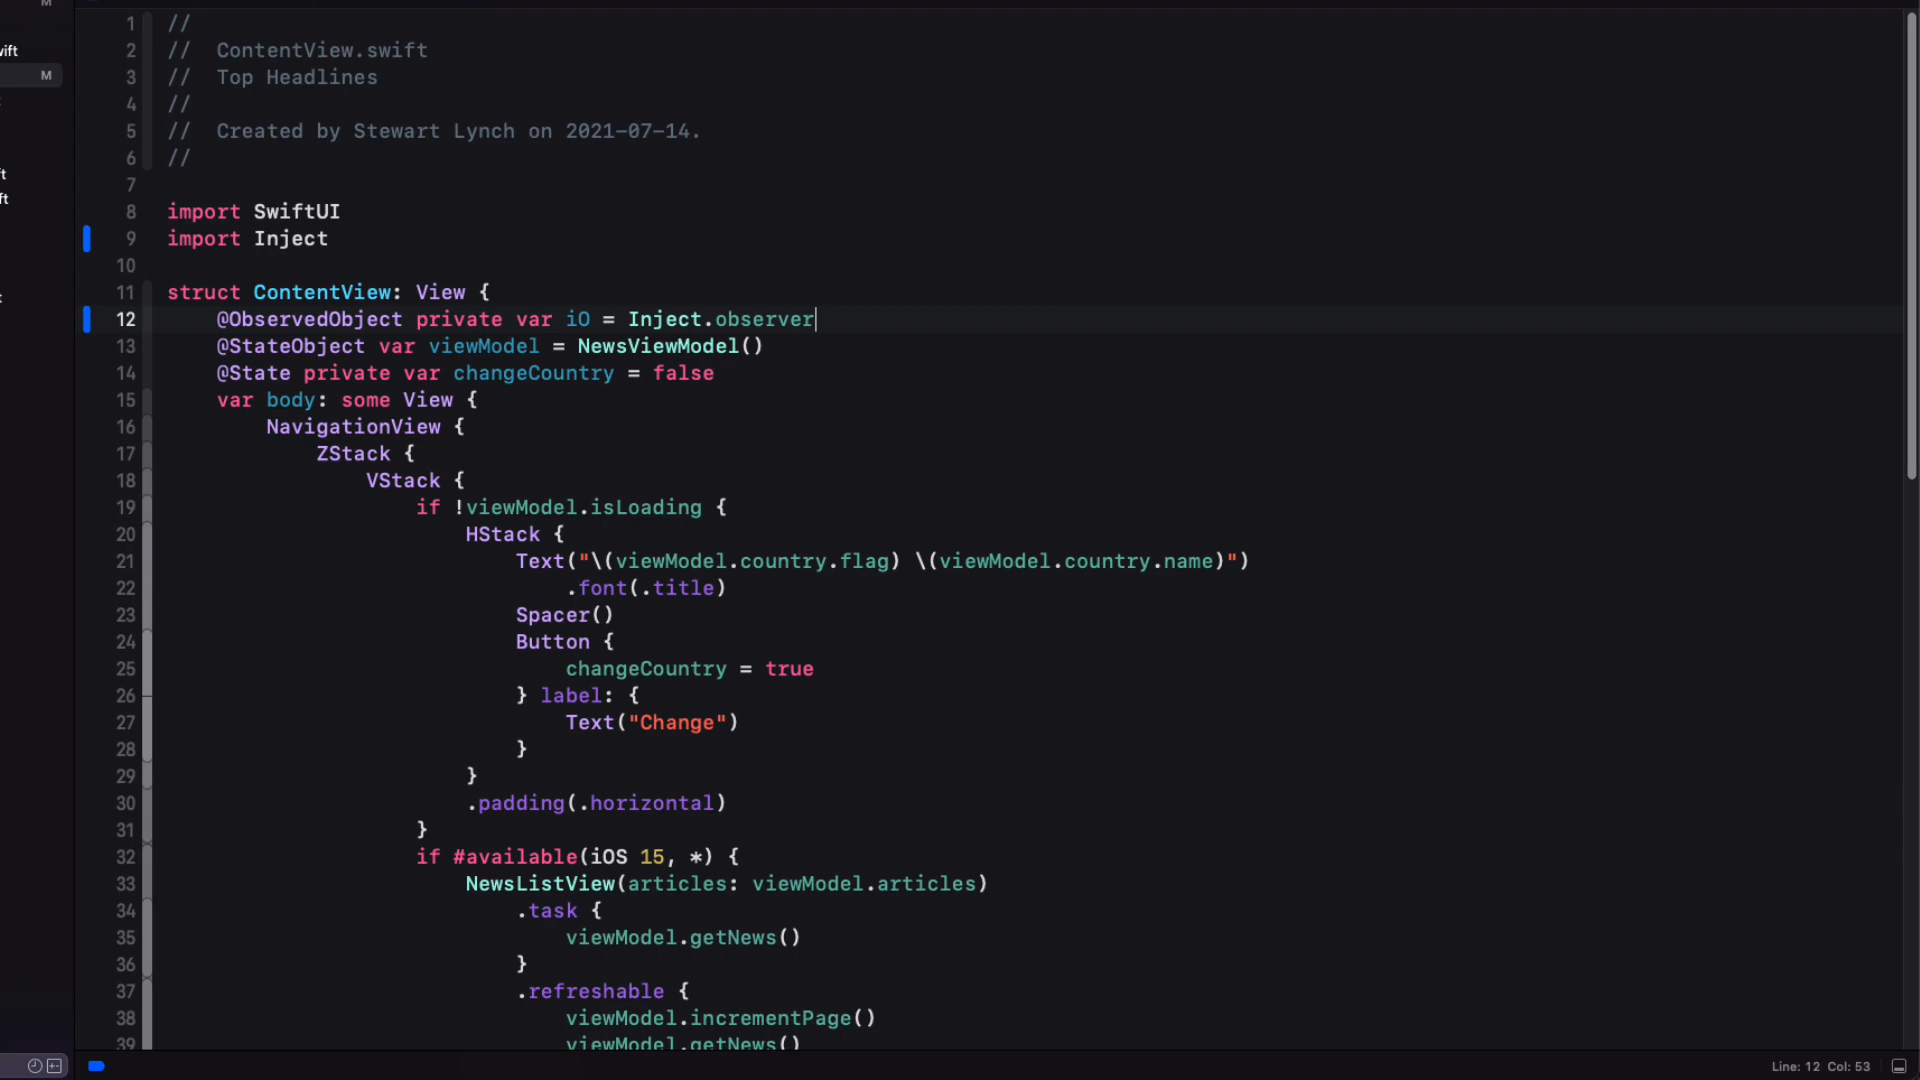 M
ift
M
ft
ft
1 //
2 //  ContentView.swift
3 //  Top Headlines
4 //
5 //  Created by Stewart Lynch on 2021-07-14.
6 //
7
8 import SwiftUI
9 import Inject
10
11 struct ContentView: View {
12     @ObservedObject private var iO = Inject.observer
13     @StateObject var viewModel = NewsViewModel()
14     @State private var changeCountry = false
15     var body: some View {
16         NavigationView {
17             ZStack {
18                 VStack {
19                     if !viewModel.isLoading {
20                         HStack {
21                             Text("\(viewModel.country.flag) \(viewModel.country.name)")
22                                 .font(.title)
23                             Spacer()
24                             Button {
25                                 changeCountry = true
26                             } label: {
27                                 Text("Change")
28                             }
29                         }
30                         .padding(.horizontal)
31                     }
32                     if #available(iOS 15, *) {
33                         NewsListView(articles: viewModel.articles)
34                             .task {
35                                 viewModel.getNews()
36                             }
37                             .refreshable {
38                                 viewModel.incrementPage()
39                                 viewModel.getNews()
Line: 12 Col: 53